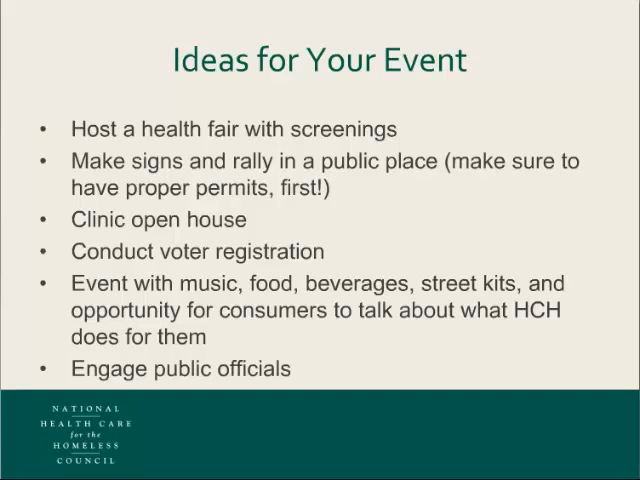 Ideas for Your Event
• Host a health fair with screenings
• Make signs and rally in a public place (make sure to
have proper permits, first!)
• Clinic open house
• Conduct voter registration
• Event with music, food, beverages, street kits, and
opportunity for consumers to talk about what HCH
does for them
• Engage public officials
NATIONAL
HEALTH CARE
for the
HOMELESS
COUNCIL